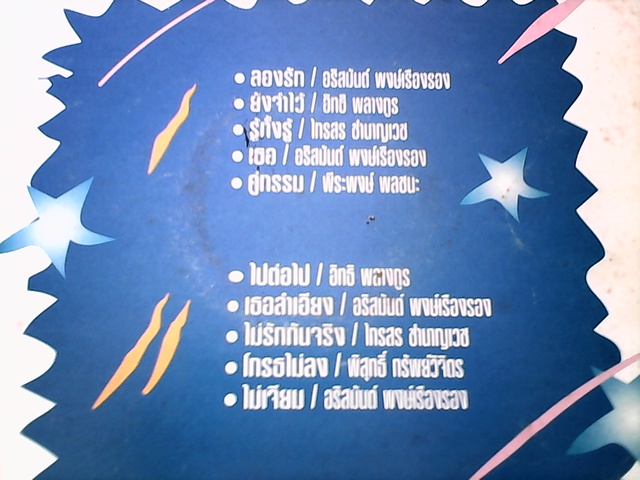 • ลองรัก / อริสมันต์ พงษ์เรืองรอง
• ยังจำไว้ / อิทธิ พลางกูร
• รู้ทั้งรู้ / ไกรสร ชำนาญเวช
• เธอ / อริสมันต์ พงษ์เรืองรอง
• คู่กรรม / พีระพงษ์ พลชนะ
• ไปต่อไป / อิทธิ พลางกูร
• เธอลำเอียง / อริสมันต์ พงษ์เรืองรอง
• ไม่รักกันจริง / ไกรสร ชำนาญเวช
• โกรธไม่ลง / พิสุทธิ์ ทรัพย์วิจิตร
• ไม่เจียม / อริสมันต์ พงษ์เรืองรอง